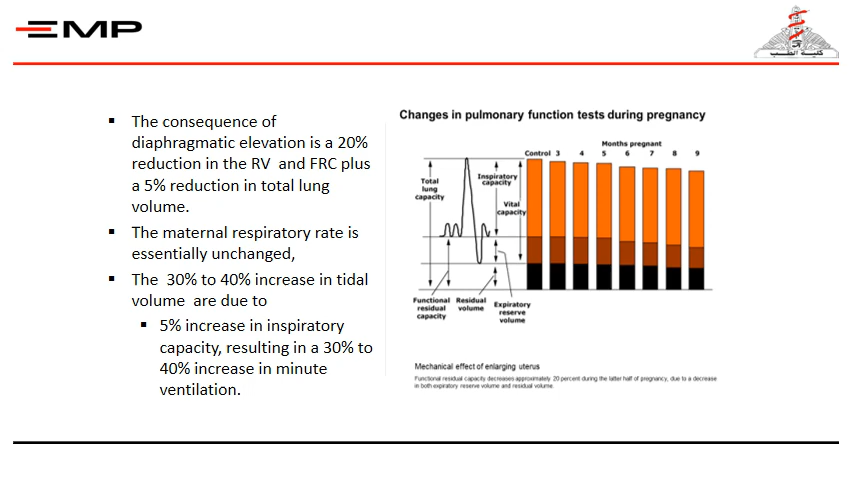 EMP
كلية الطب
▪ The consequence of
diaphragmatic elevation is a 20%
reduction in the RV and FRC plus
a 5% reduction in total lung
volume.
▪ The maternal respiratory rate is
essentially unchanged,
▪ The 30% to 40% increase in tidal
volume are due to
▪ 5% increase in inspiratory
capacity, resulting in a 30% to
40% increase in minute
ventilation.
Changes in pulmonary function tests during pregnancy
Months pregnant
Control 3 4 5 6 7 8 9
Total
lung
capacity
Inspiratory
capacity
Vital
capacity
Functional
residual
capacity
Residual
volume
Expiratory
reserve
volume
Mechanical effect of enlarging uterus
Functional residual capacity decreases approximately 20 percent during the latter half of pregnancy, due to a decrease
in both expiratory reserve volume and residual volume.